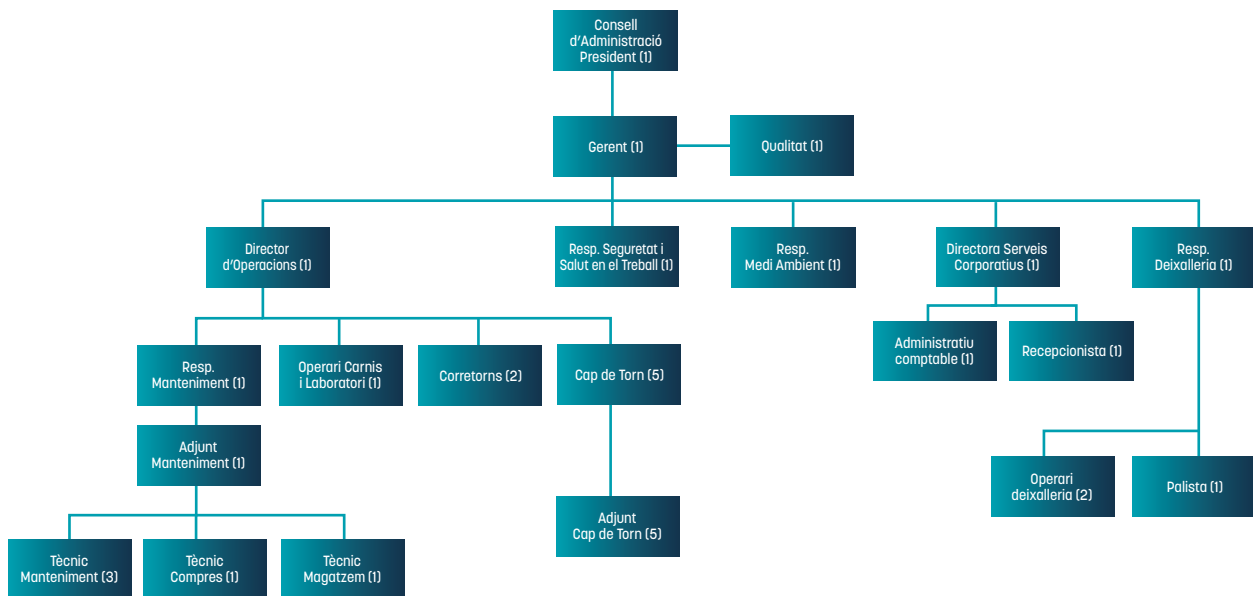 Consell
d'Administració
President (1)
Gerent (1)
Qualitat (1)
Director
d'Operacions (1)
Resp. Seguretat i
Salut en el Treball (1)
Resp.
Medi Ambient (1)
Directora Serveis
Corporatius (1)
Resp.
Deixalleria (1)
Resp.
Manteniment (1)
Operari Carnis
i Laboratori (1)
Corretorns (2)
Cap de Torn (5)
Administratiu
comptable (1)
Recepcionista (1)
Adjunt
Manteniment (1)
Operari
deixalleria (2)
Palista (1)
Adjunt
Cap de Torn (5)
Tècnic
Manteniment (3)
Tècnic
Compres (1)
Tècnic
Magatzem (1)